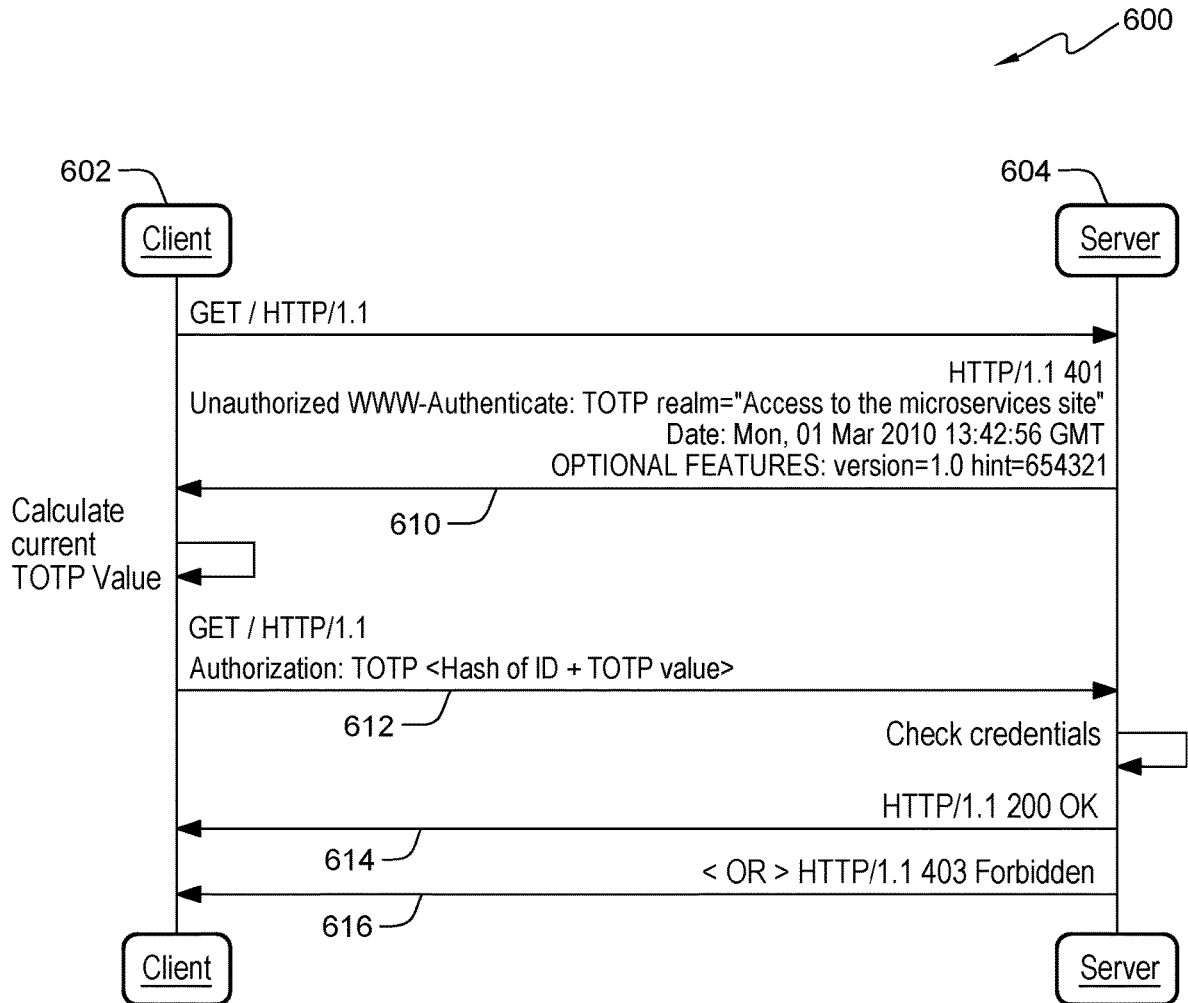 600
602
604
Client
Server
GET / HTTP/1.1
HTTP/1.1 401
Unauthorized WWW-Authenticate: TOTP realm="Access to the microservices site"
Date: Mon, 01 Mar 2010 13:42:56 GMT
OPTIONAL FEATURES: version=1.0 hint=654321
610
Calculate
current
TOTP Value
GET / HTTP/1.1
Authorization: TOTP <Hash of ID + TOTP value>
612
Check credentials
HTTP/1.1 200 OK
614
< OR > HTTP/1.1 403 Forbidden
616
Client
Server